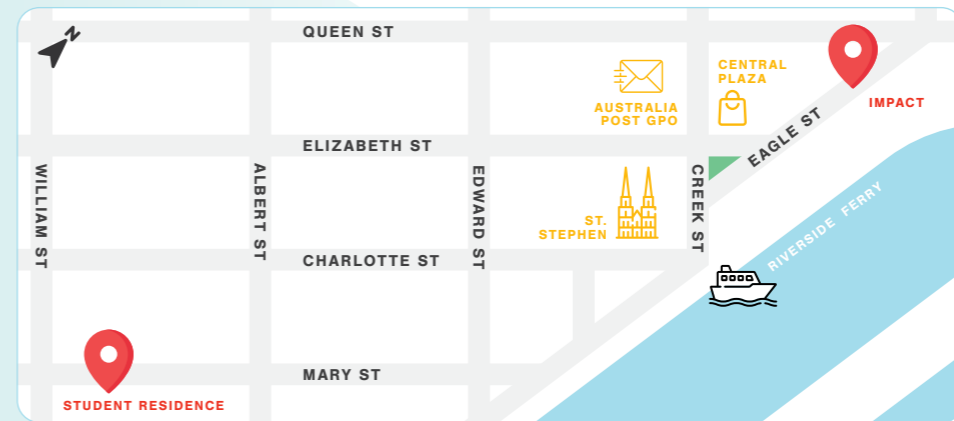 N
QUEEN ST
CENTRAL
PLAZA
AUSTRALIA
POST GPO
IMPACT
EAGLE ST
ELIZABETH ST
WILLIAM ST
ALBERT ST
EDWARD ST
CREEK ST
ST.
STEPHEN
RIVERSIDE FERRY
CHARLOTTE ST
MARY ST
STUDENT RESIDENCE